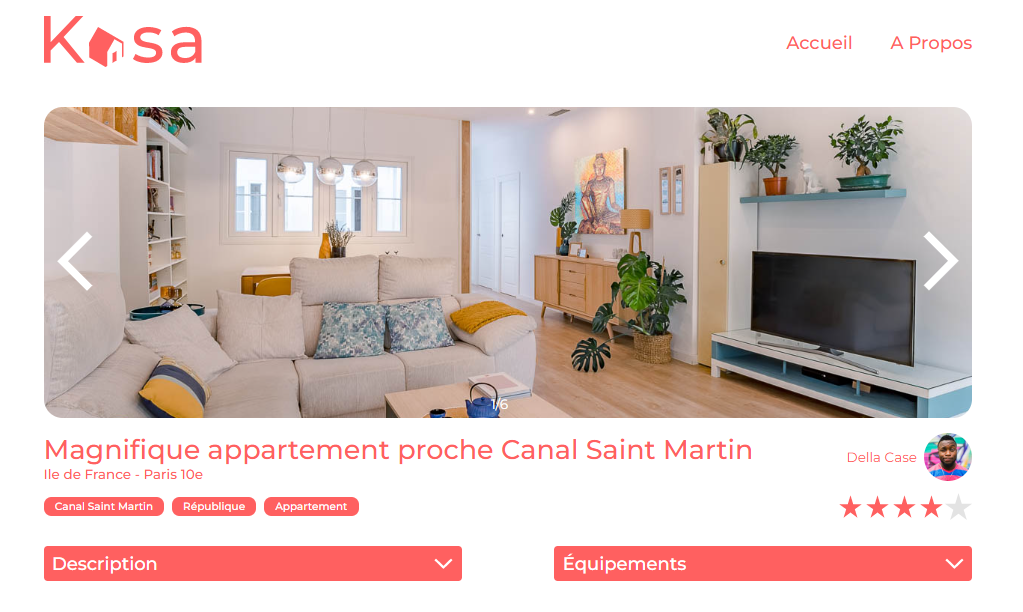 Kasa
Accueil
A Propos
1/6
Magnifique appartement proche Canal Saint Martin
Ile de France - Paris 10e
Della Case
Canal Saint Martin
République
Appartement
Description
Équipements